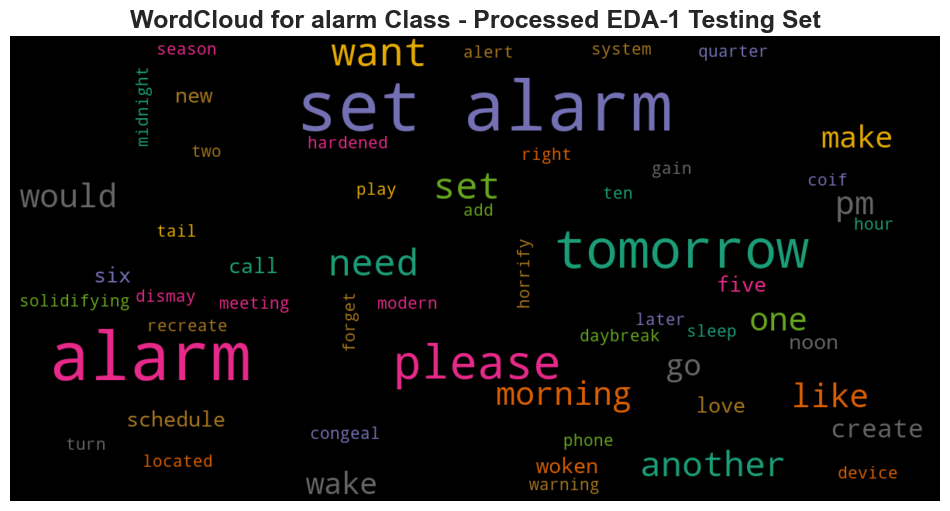 WordCloud for alarm Class - Processed EDA-1 Testing Set
season
want
alert
system
quarter
midnight
new
set alarm
hardened
make
two
right
gain
would
play
set
add
ten
coif
pm
hour
tail
tomorrow
six
call
need
horrify
five
solidifying
dismay
meeting
forget
modern
recreate
later
daybreak
sleep
one
noon
alarm
please
go
morning
love
like
schedule
create
turn
congeal
phone
located
woken
another
device
wake
warning